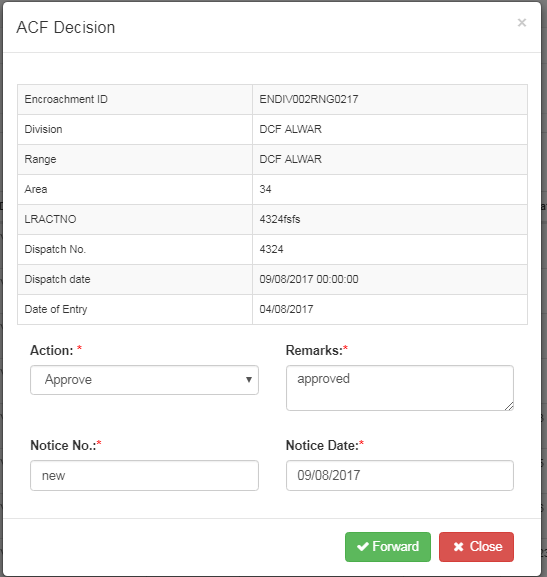 ACF Decision ×
Encroachment ID ENDIV002RNG0217
Division DCF ALWAR
Range DCF ALWAR
Area 34
LRACTNO 4324fsfs
Dispatch No. 4324
Dispatch date 09/08/2017 00:00:00
Date of Entry 04/08/2017
Action: * Remarks:*
Approve approved
Notice No.:* Notice Date:*
new 09/08/2017
Forward Close